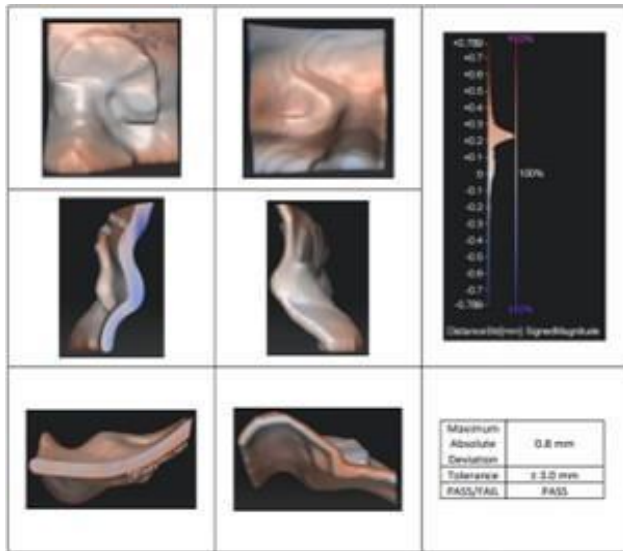 +0.789
+0.7
+0.6
+0.5
+0.4
+0.3
+0.2
+0.1
0
100%
-0.1
-0.2
-0.3
-0.4
-0.5
-0.6
-0.7
-0.789
SignedMagnitude
Maximum
Absolute
Deviation
0.8 mm
Tolerance
± 3.0 mm
PASS/FAIL
PASS